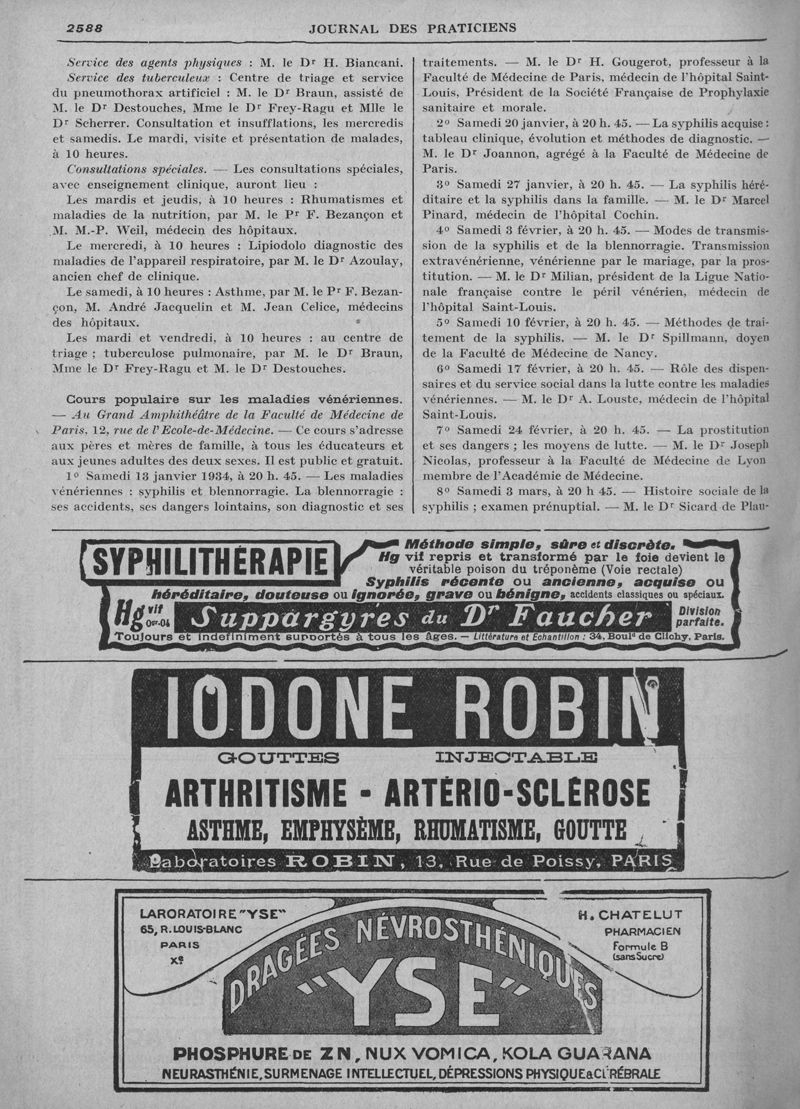 2588
JOURNAL DES PRATICIENS
Service des agents physiques : M. le Dr H. Biancani.
Service des tuberculeux : Centre de triage et service
du pneumothorax artificiel : M. le Dr Braun, assisté de
M. le Dr Destouches, Mme le Dr Frey-Ragu et Mlle le
Dr Scherrer. Consultation et insufflations, les mercredis
et samedis. Le mardi, visite et présentation de malades,
à 10 heures.
Consultations spéciales. — Les consultations spéciales,
avec enseignement clinique, auront lieu :
Les mardis et jeudis, à 10 heures : Rhumatismes et
maladies de la nutrition, par M. le Pr F. Bezançon et
M. M.-P. Weil, médecin des hôpitaux.
Le mercredi, à 10 heures : Lipiodolo diagnostic des
maladies de l'appareil respiratoire, par M. le Dr Azoulay,
ancien chef de clinique.
Le samedi, à 10 heures : Asthme, par M. le Pr F. Bezan-
çon, M. André Jacquelin et M. Jean Celice, médecins
des hôpitaux.
Les mardi et vendredi, à 10 heures : au centre de
triage ; tuberculose pulmonaire, par M. le Dr Braun,
Mme le Dr Frey-Ragu et M. le Dr Destouches.
Cours populaire sur les maladies vénériennes.
— Au Grand Amphithéâtre de la Faculté de Médecine de
Paris, 12, rue de l'Ecole-de-Médecine. — Ce cours s'adresse
aux pères et mères de famille, à tous les éducateurs et
aux jeunes adultes des deux sexes. Il est public et gratuit.
1o Samedi 13 janvier 1934, à 20 h. 45. — Les maladies
vénériennes : syphilis et blennorragie. La blennorragie :
ses accidents, ses dangers lointains, son diagnostic et ses
traitements. — M. le Dr H. Gougerot, professeur à la
Faculté de Médecine de Paris, médecin de l'hôpital Saint-
Louis, Président de la Société Française de Prophylaxie
sanitaire et morale.
2o Samedi 20 janvier, à 20 h. 45. — La syphilis acquise :
tableau clinique, évolution et méthodes de diagnostic. —
M. le Dr Joannon, agrégé à la Faculté de Médecine de
Paris.
3o Samedi 27 janvier, à 20 h. 45. — La syphilis héré-
ditaire et la syphilis dans la famille. — M. le Dr Marcel
Pinard, médecin de l'hôpital Cochin.
4o Samedi 3 février, à 20 h. 45. — Modes de transmis-
sion de la syphilis et de la blennorragie. Transmission
extravénérienne, vénérienne par le mariage, par la pros-
titution. — M. le Dr Milian, président de la Ligue Natio-
nale française contre le péril vénérien, médecin de
l'hôpital Saint-Louis.
5o Samedi 10 février, à 20 h. 45. — Méthodes de trai-
tement de la syphilis. — M. le Dr Spillmann, doyen
de la Faculté de Médecine de Nancy.
6o Samedi 17 février, à 20 h. 45. — Rôle des dispen-
saires et du service social dans la lutte contre les maladies
vénériennes. — M. le Dr A. Louste, médecin de l'hôpital
Saint-Louis.
7o Samedi 24 février, à 20 h. 45. — La prostitution
et ses dangers ; les moyens de lutte. — M. le Dr Joseph
Nicolas, professeur à la Faculté de Médecine de Lyon
membre de l'Académie de Médecine.
8o Samedi 3 mars, à 20 h 45. — Histoire sociale de la
syphilis ; examen prénuptial. — M. le Dr Sicard de Plau-
SYPHILITHÉRAPIE
Méthode simple, sûre et discrète.
Hg vif repris et transformé par le foie devient le
véritable poison du tréponème (Voie rectale)
Syphilis récente ou ancienne, acquise ou
héréditaire, douteuse ou ignorée, grave ou bénigne, accidents classiques ou spéciaux.
Hg vif 0gr.04 Suppargyres du Dr Faucher Division parfaite.
Toujours et indéfiniment supportés à tous les âges. — Littérature et Echantillon : 34, Bould de Clichy, Paris.
IODONE ROBIN
GOUTTES INJECTABLE
ARTHRITISME - ARTÉRIO-SCLÉROSE
ASTHME, EMPHYSÈME, RHUMATISME, GOUTTE
Laboratoires ROBIN, 13, Rue de Poissy, PARIS
LARORATOIRE "YSE"
65, R. LOUIS-BLANC
PARIS
Xe
H. CHATELUT
PHARMACIEN
Formule B
(sans Sucre)
DRAGÉES NÉVROSTHÉNIQUES
"YSE"
PHOSPHURE DE ZN, NUX VOMICA, KOLA GUARANA
NEURASTHÉNIE, SURMENAGE INTELLECTUEL, DÉPRESSIONS PHYSIQUE & CÉRÉBRALE